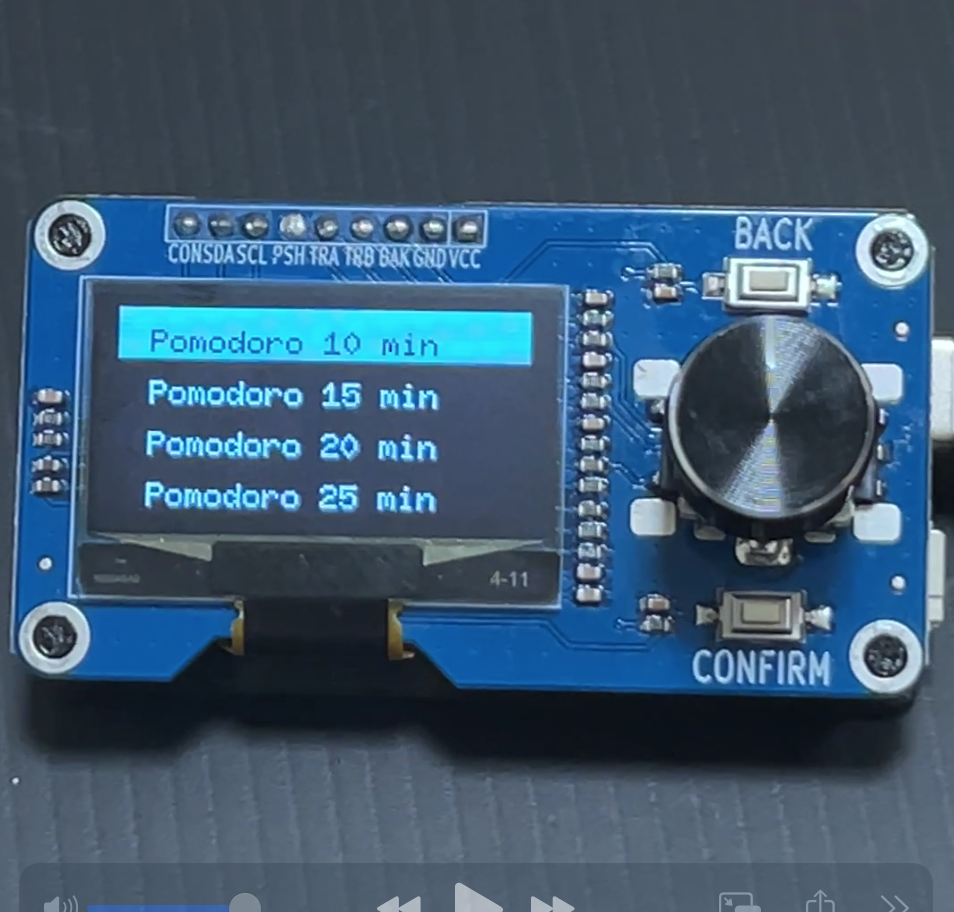 BACK
CON SDA SCL PSH TRA TRB BAK GND VCC
Pomodoro 10 min
Pomodoro 15 min
Pomodoro 20 min
Pomodoro 25 min
4-11
CONFIRM